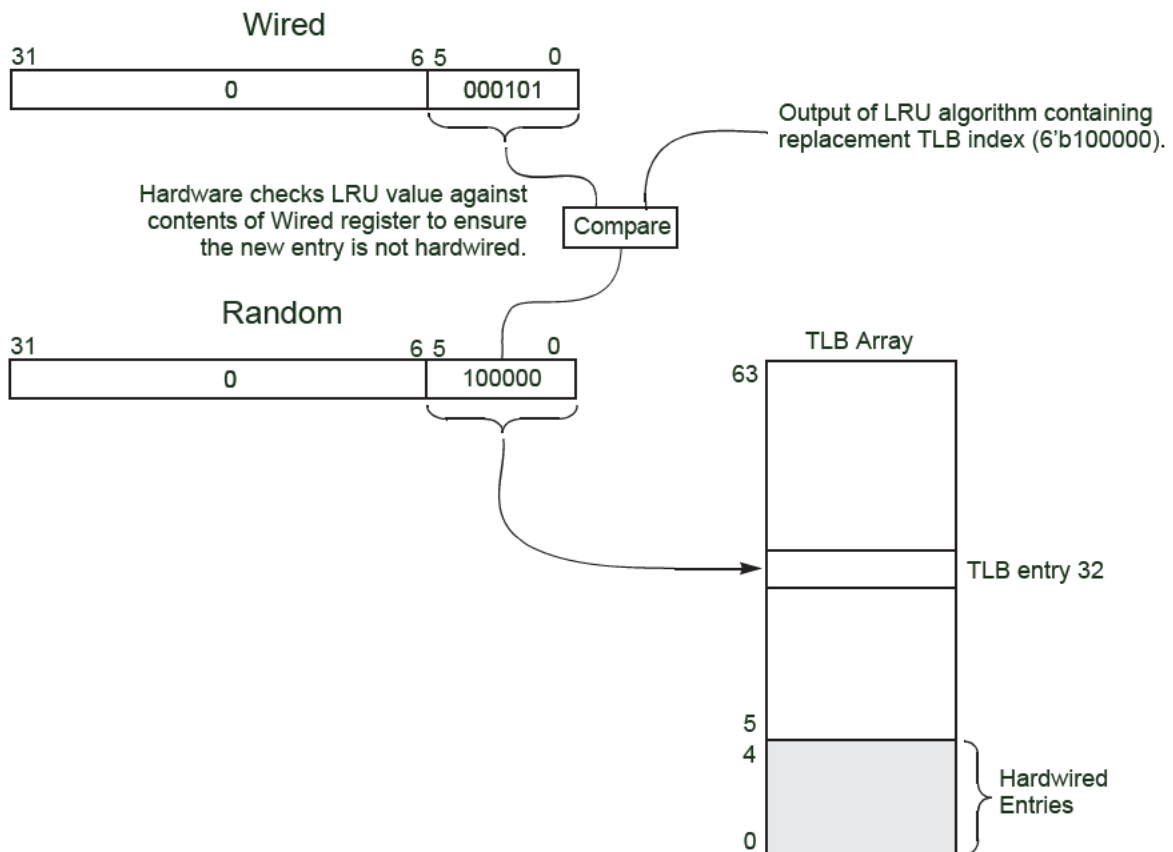 Wired
31 6 5 0
0 000101
Output of LRU algorithm containing
replacement TLB index (6'b100000).
Hardware checks LRU value against
contents of Wired register to ensure
the new entry is not hardwired.
Compare
Random
31 6 5 0
0 100000
TLB Array
63
TLB entry 32
5
4
Hardwired
Entries
0